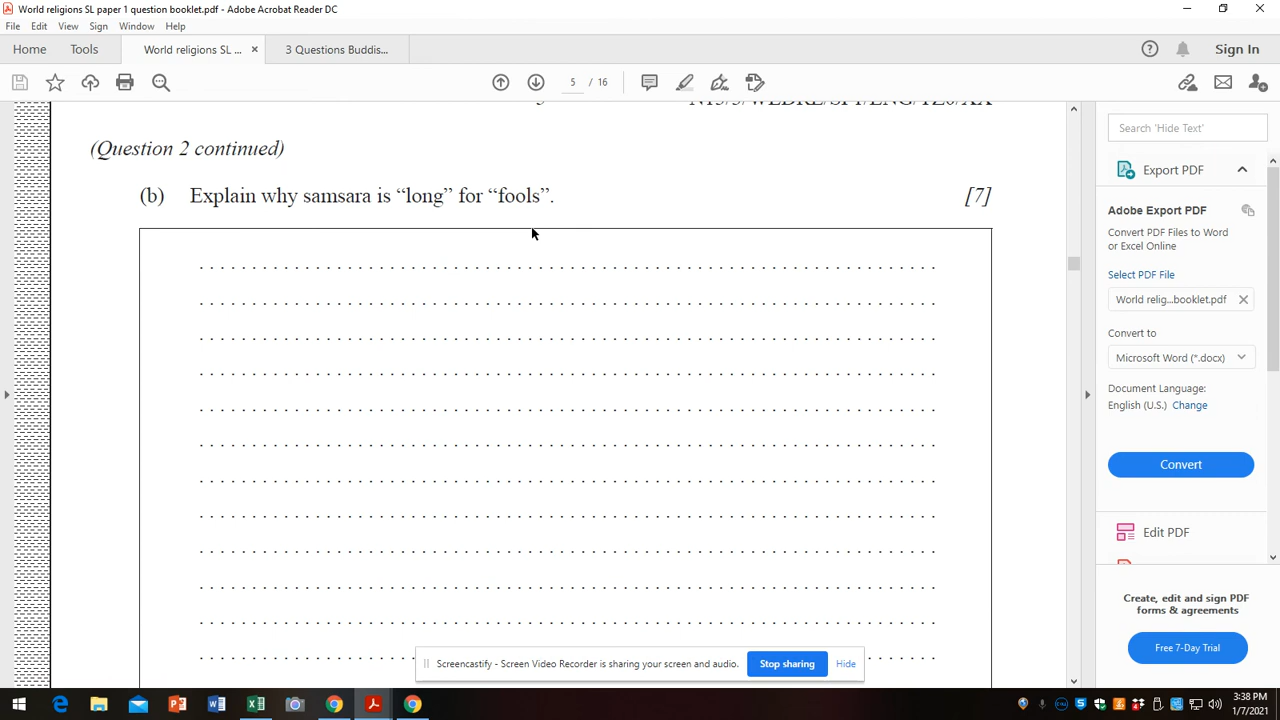 World religions SL paper 1 question booklet.pdf - Adobe Acrobat Reader DC
File Edit View Sign Window Help
Home Tools World religions SL ... × 3 Questions Buddis... Sign In
5 / 16
(Question 2 continued)
(b) Explain why samsara is “long” for “fools”. [7]
Search 'Hide Text'
Export PDF
Adobe Export PDF
Convert PDF Files to Word
or Excel Online
Select PDF File
World relig...booklet.pdf
Convert to
Microsoft Word (*.docx)
Document Language:
English (U.S.) Change
Convert
Edit PDF
Create, edit and sign PDF
forms & agreements
Free 7-Day Trial
Screencastify - Screen Video Recorder is sharing your screen and audio. Stop sharing Hide
3:38 PM
1/7/2021